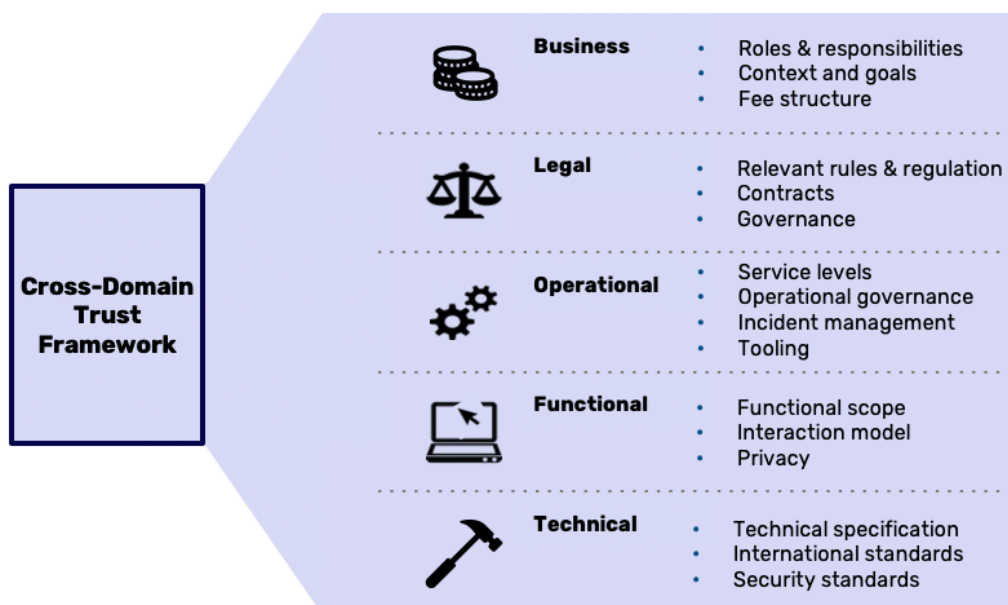 Cross-Domain
Trust
Framework
Business
• Roles & responsibilities
• Context and goals
• Fee structure
Legal
• Relevant rules & regulation
• Contracts
• Governance
Operational
• Service levels
• Operational governance
• Incident management
• Tooling
Functional
• Functional scope
• Interaction model
• Privacy
Technical
• Technical specification
• International standards
• Security standards